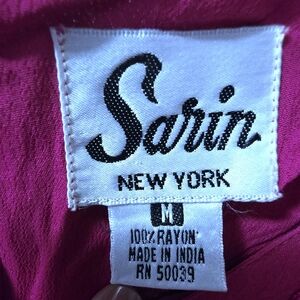 Sarin
NEW YORK
M
100% RAYON
MADE IN INDIA
RN 50039